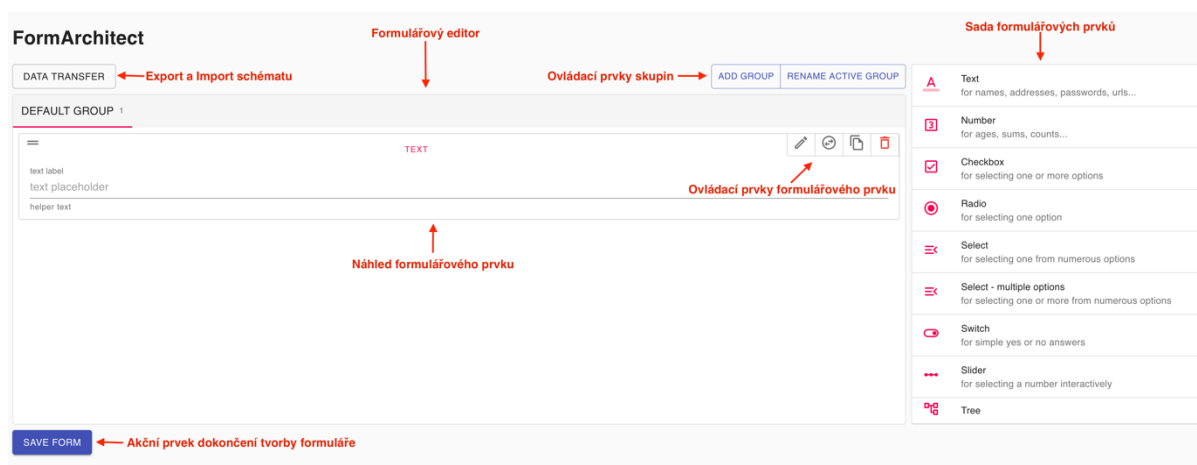 FormArchitect
Formulářový editor
Sada formulářových prvků
DATA TRANSFER
Export a Import schématu
Ovládací prvky skupin
ADD GROUP
RENAME ACTIVE GROUP
DEFAULT GROUP 1
TEXT
text label
text placeholder
helper text
Ovládací prvky formulářového prvku
Náhled formulářového prvku
A Text
for names, addresses, passwords, urls...
3 Number
for ages, sums, counts...
Checkbox
for selecting one or more options
Radio
for selecting one option
Select
for selecting one from numerous options
Select - multiple options
for selecting one or more from numerous options
Switch
for simple yes or no answers
Slider
for selecting a number interactively
Tree
SAVE FORM
Akční prvek dokončení tvorby formuláře